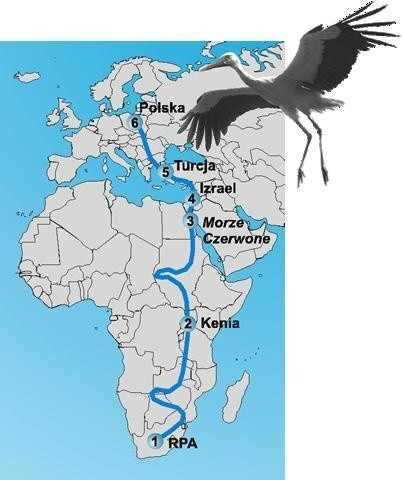 6 Polska
5 Turcja
4 Izrael
3 Morze
Czerwone
2 Kenia
1 RPA